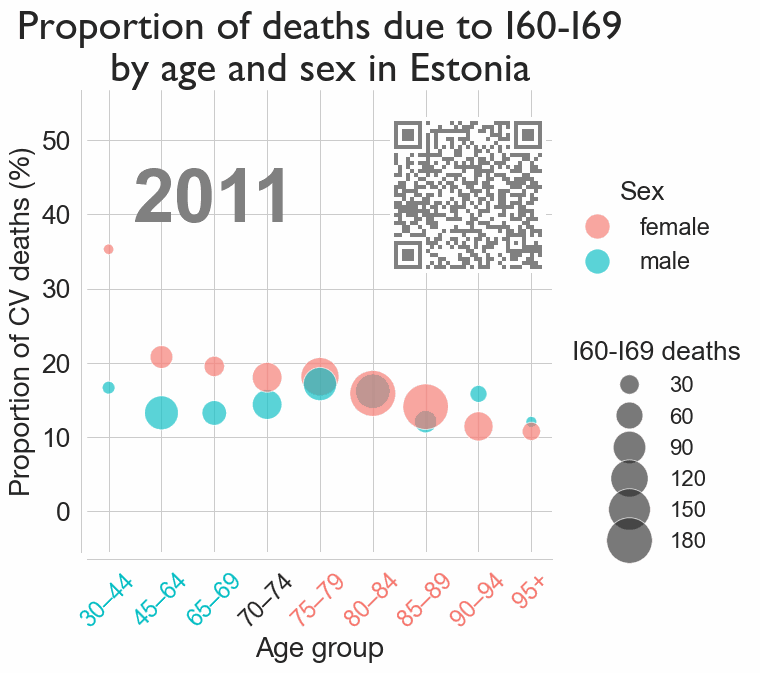 Proportion of deaths due to I60-I69
by age and sex in Estonia
Proportion of CV deaths (%)
50
40
30
20
10
0
2011
Sex
female
male
I60-I69 deaths
30
60
90
120
150
180
30–44
45–64
65–69
70–74
75–79
80–84
85–89
90–94
95+
Age group